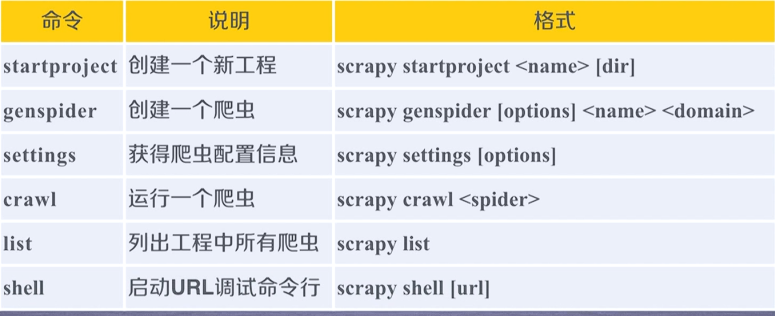 命令 说明 格式
startproject 创建一个新工程 scrapy startproject <name> [dir]
genspider 创建一个爬虫 scrapy genspider [options] <name> <domain>
settings 获得爬虫配置信息 scrapy settings [options]
crawl 运行一个爬虫 scrapy crawl <spider>
list 列出工程中所有爬虫 scrapy list
shell 启动URL调试命令行 scrapy shell [url]